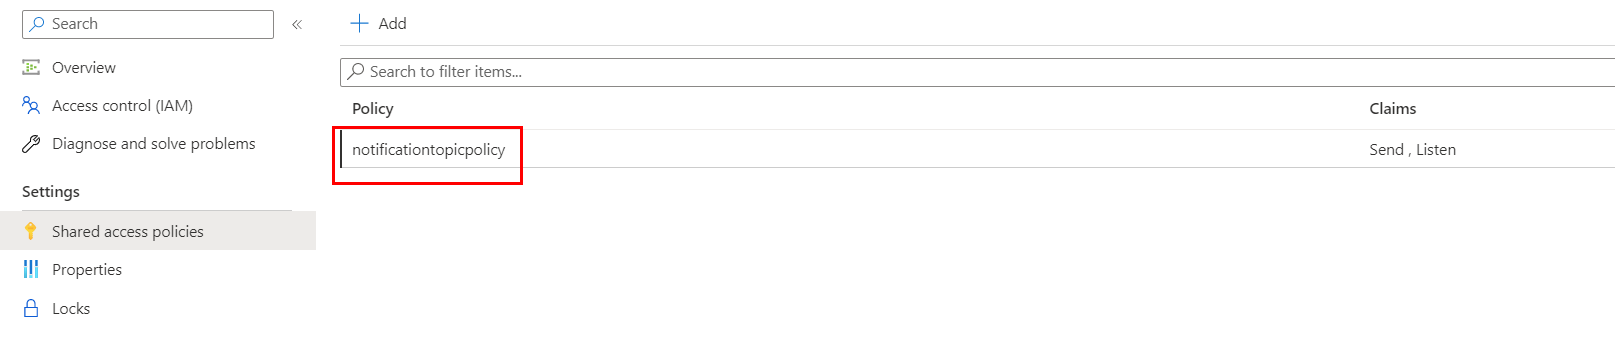 Search
Overview
Access control (IAM)
Diagnose and solve problems
Settings
Shared access policies
Properties
Locks
Add
Search to filter items...
Policy Claims
notificationtopicpolicy Send , Listen